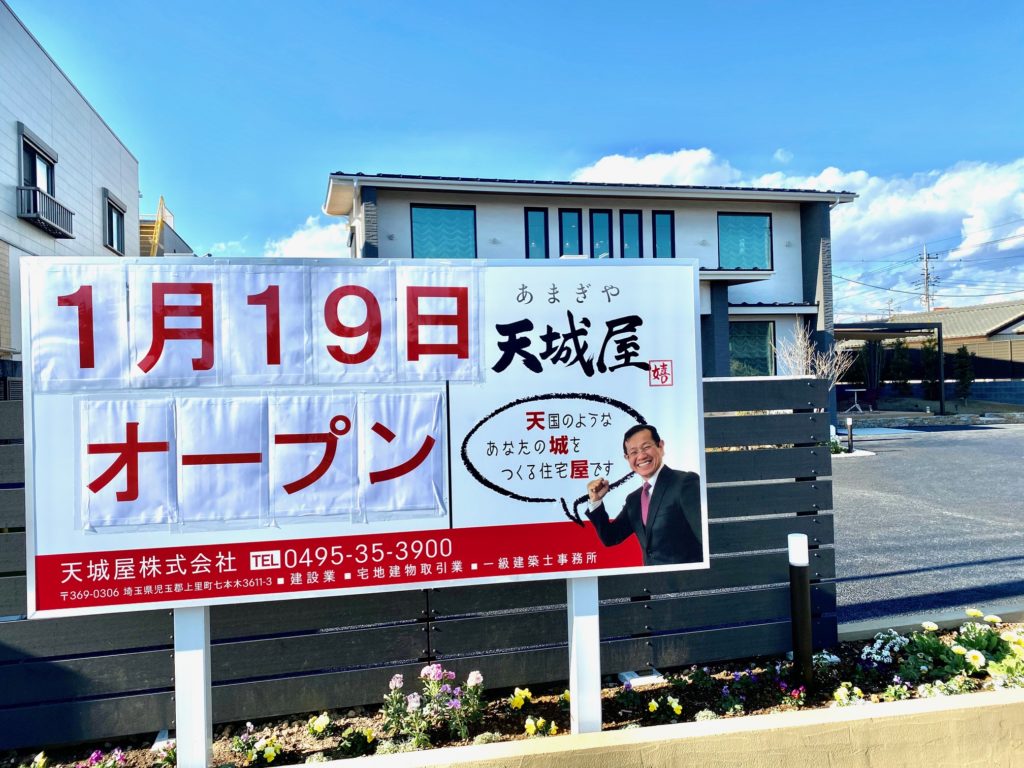 1月19日
オープン
あまぎや
天城屋
嬉
天国のような
あなたの城を
つくる住宅屋です
天城屋株式会社 TEL 0495-35-3900
〒369-0306 埼玉県児玉郡上里町七本木3611-3 ■建設業 ■宅地建物取引業 ■一級建築士事務所